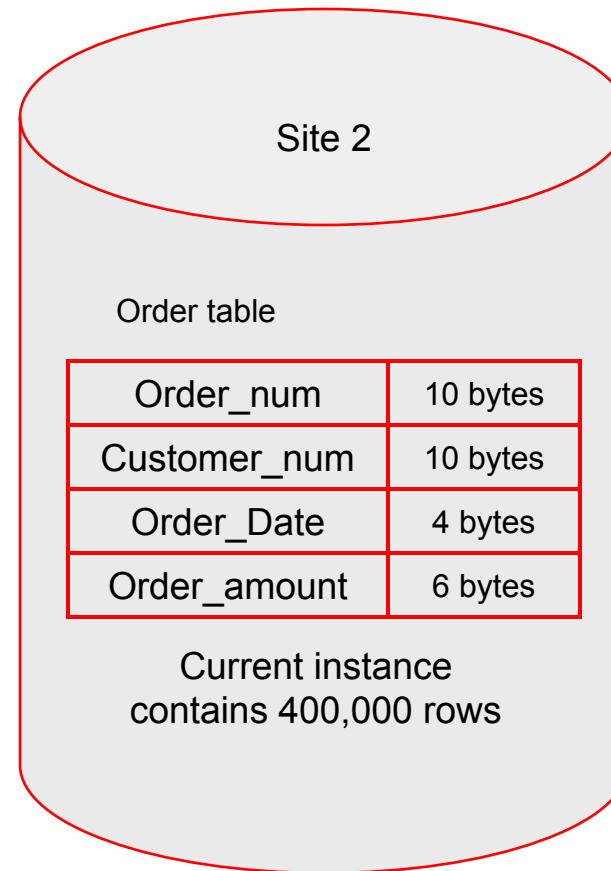 Site 2
Order table
Order_num 10 bytes
Customer_num 10 bytes
Order_Date 4 bytes
Order_amount 6 bytes
Current instance
contains 400,000 rows